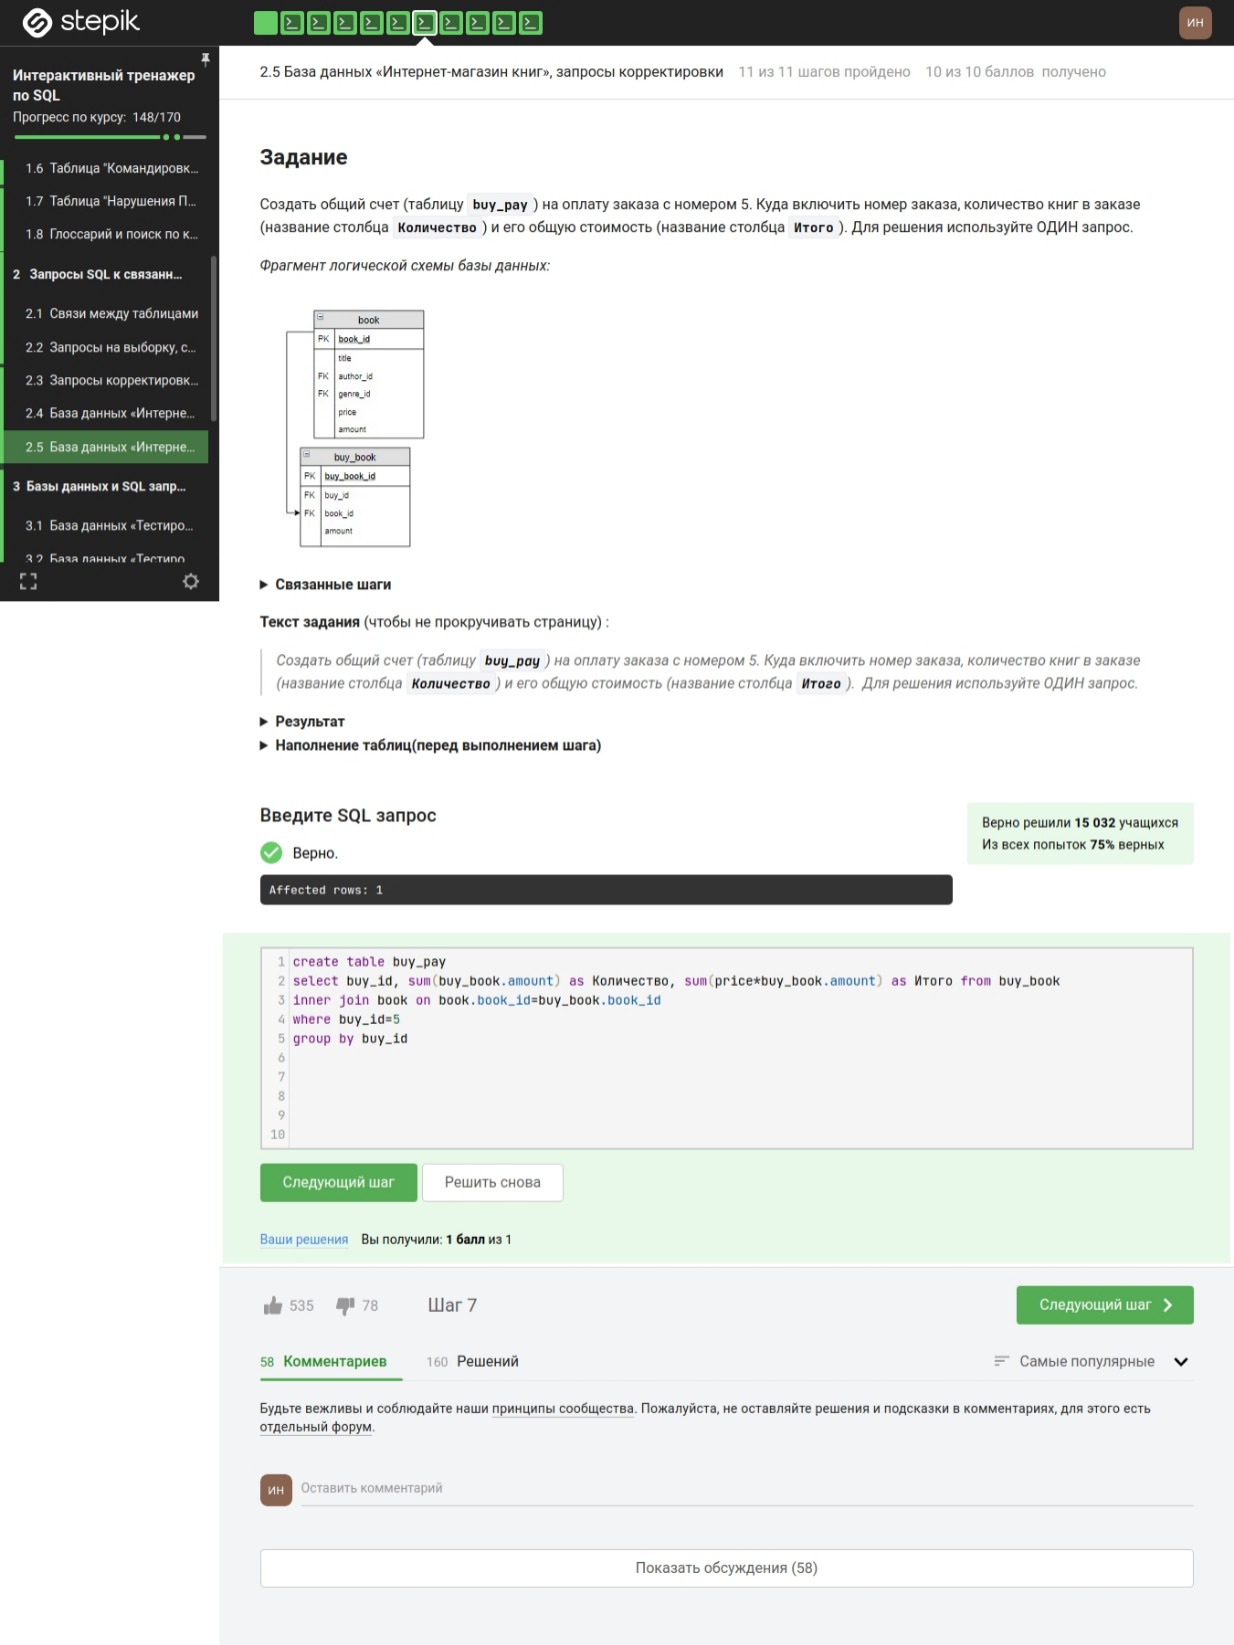 stepik
ИН
Интерактивный тренажер
по SQL
Прогресс по курсу: 148/170
1.6 Таблица "Командировк...
1.7 Таблица "Нарушения П...
1.8 Глоссарий и поиск по к...
2 Запросы SQL к связанн...
2.1 Связи между таблицами
2.2 Запросы на выборку, с...
2.3 Запросы корректировк...
2.4 База данных «Интерне...
2.5 База данных «Интерне...
3 Базы данных и SQL запр...
3.1 База данных «Тестиро...
3.2 База данных «Тестиро
2.5 База данных «Интернет-магазин книг», запросы корректировки 11 из 11 шагов пройдено 10 из 10 баллов получено
Задание
Создать общий счет (таблицу buy_pay ) на оплату заказа с номером 5. Куда включить номер заказа, количество книг в заказе
(название столбца Количество ) и его общую стоимость (название столбца Итого ). Для решения используйте ОДИН запрос.
Фрагмент логической схемы базы данных:
book
PK book_id
title
FK author_id
FK genre_id
price
amount
buy_book
PK buy_book_id
FK buy_id
FK book_id
amount
Связанные шаги
Текст задания (чтобы не прокручивать страницу) :
Создать общий счет (таблицу buy_pay ) на оплату заказа с номером 5. Куда включить номер заказа, количество книг в заказе
(название столбца Количество ) и его общую стоимость (название столбца Итого ). Для решения используйте ОДИН запрос.
Результат
Наполнение таблиц(перед выполнением шага)
Введите SQL запрос
Верно решили 15 032 учащихся
Из всех попыток 75% верных
Верно.
Affected rows: 1
1 create table buy_pay
2 select buy_id, sum(buy_book.amount) as Количество, sum(price*buy_book.amount) as Итого from buy_book
3 inner join book on book.book_id=buy_book.book_id
4 where buy_id=5
5 group by buy_id
6
7
8
9
10
Следующий шаг Решить снова
Ваши решения Вы получили: 1 балл из 1
535 78 Шаг 7 Следующий шаг
58 Комментариев 160 Решений Самые популярные
Будьте вежливы и соблюдайте наши принципы сообщества. Пожалуйста, не оставляйте решения и подсказки в комментариях, для этого есть
отдельный форум.
ИН Оставить комментарий
Показать обсуждения (58)